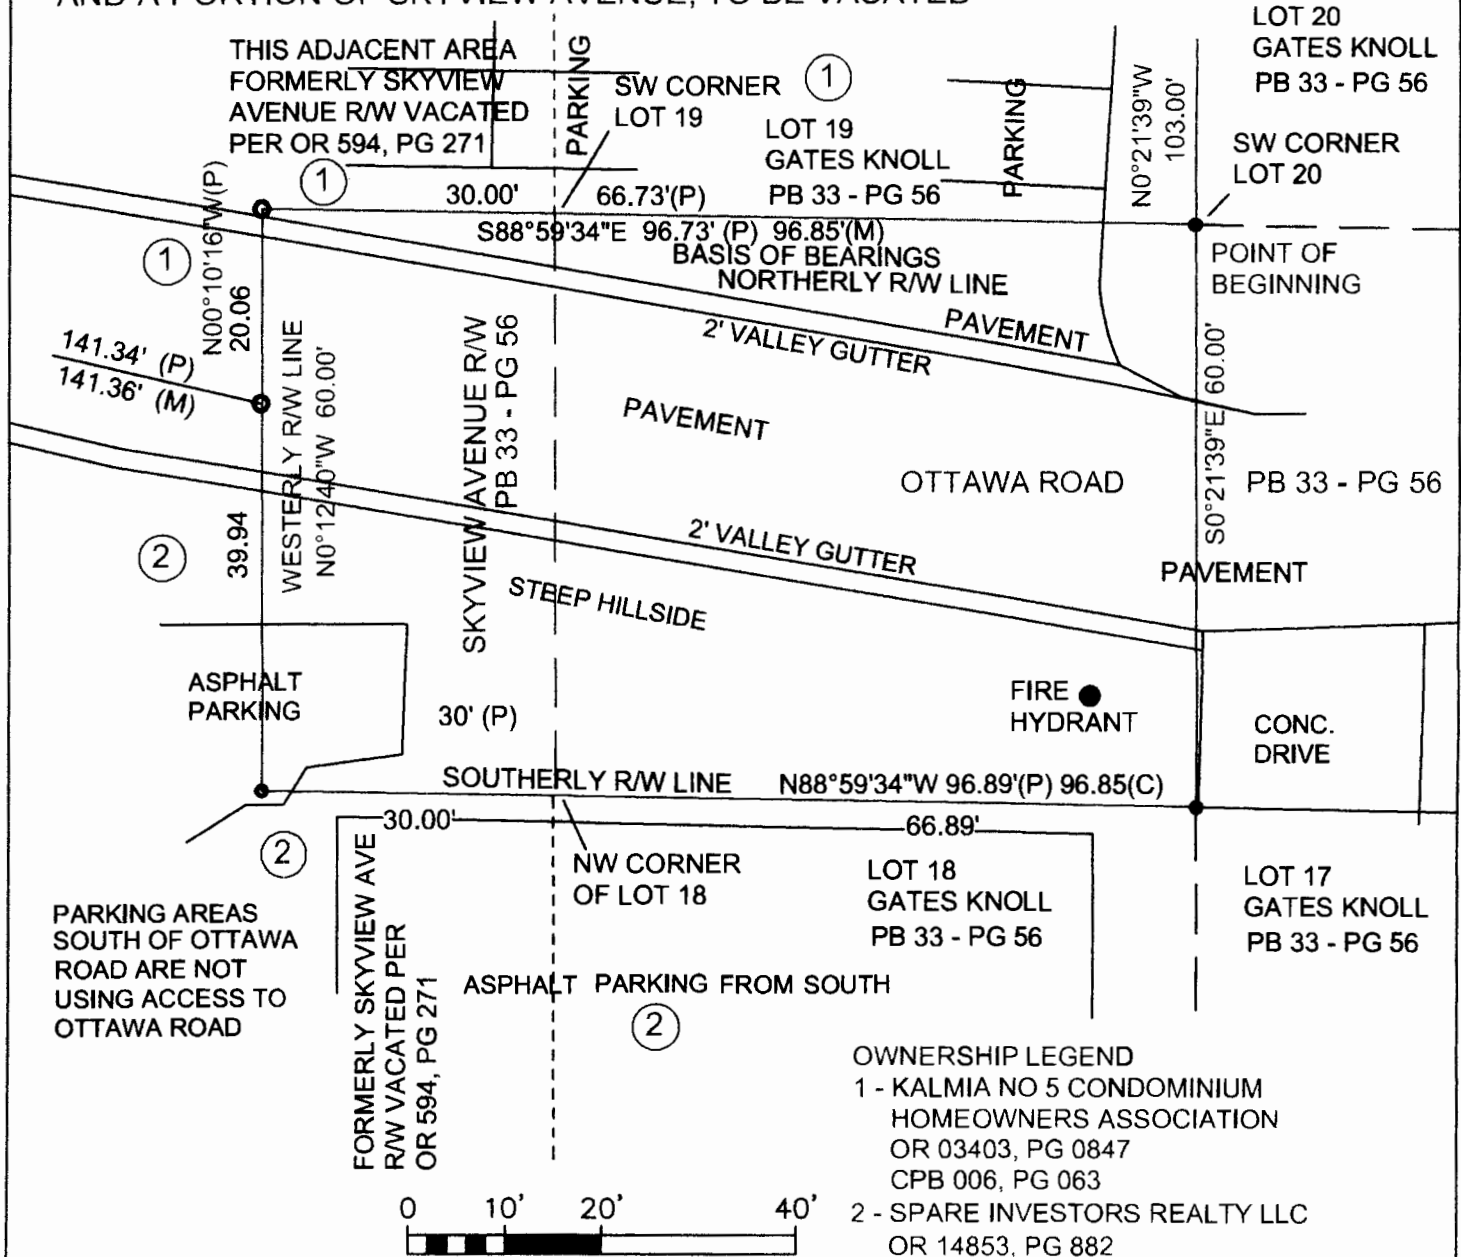 AND A PORTION OF SKYVIEW AVENUE, TO BE VACATED
THIS ADJACENT AREA
FORMERLY SKYVIEW
AVENUE R/W VACATED
PER OR 594, PG 271
PARKING
SW CORNER
LOT 19
1
LOT 19
GATES KNOLL
PB 33 - PG 56
PARKING
N0°21'39"W
103.00'
LOT 20
GATES KNOLL
PB 33 - PG 56
SW CORNER
LOT 20
1
30.00'
66.73'(P)
S88°59'34"E 96.73' (P) 96.85'(M)
BASIS OF BEARINGS
NORTHERLY R/W LINE
POINT OF
BEGINNING
1
N00°10'16"W(P)
20.06
141.34' (P)
141.36' (M)
WESTERLY R/W LINE
N0°12'40"W 60.00'
SKYVIEW AVENUE R/W
PB 33 - PG 56
PAVEMENT
2' VALLEY GUTTER
PAVEMENT
OTTAWA ROAD
S0°21'39"E 60.00'
PB 33 - PG 56
2
39.94
2' VALLEY GUTTER
PAVEMENT
STEEP HILLSIDE
ASPHALT
PARKING
30' (P)
FIRE
HYDRANT
CONC.
DRIVE
SOUTHERLY R/W LINE
N88°59'34"W 96.89'(P) 96.85(C)
30.00'
66.89'
2
NW CORNER
OF LOT 18
LOT 18
GATES KNOLL
PB 33 - PG 56
LOT 17
GATES KNOLL
PB 33 - PG 56
PARKING AREAS
SOUTH OF OTTAWA
ROAD ARE NOT
USING ACCESS TO
OTTAWA ROAD
FORMERLY SKYVIEW AVE
R/W VACATED PER
OR 594, PG 271
ASPHALT PARKING FROM SOUTH
2
OWNERSHIP LEGEND
1 - KALMIA NO 5 CONDOMINIUM
HOMEOWNERS ASSOCIATION
OR 03403, PG 0847
CPB 006, PG 063
2 - SPARE INVESTORS REALTY LLC
OR 14853, PG 882
0 10' 20' 40'